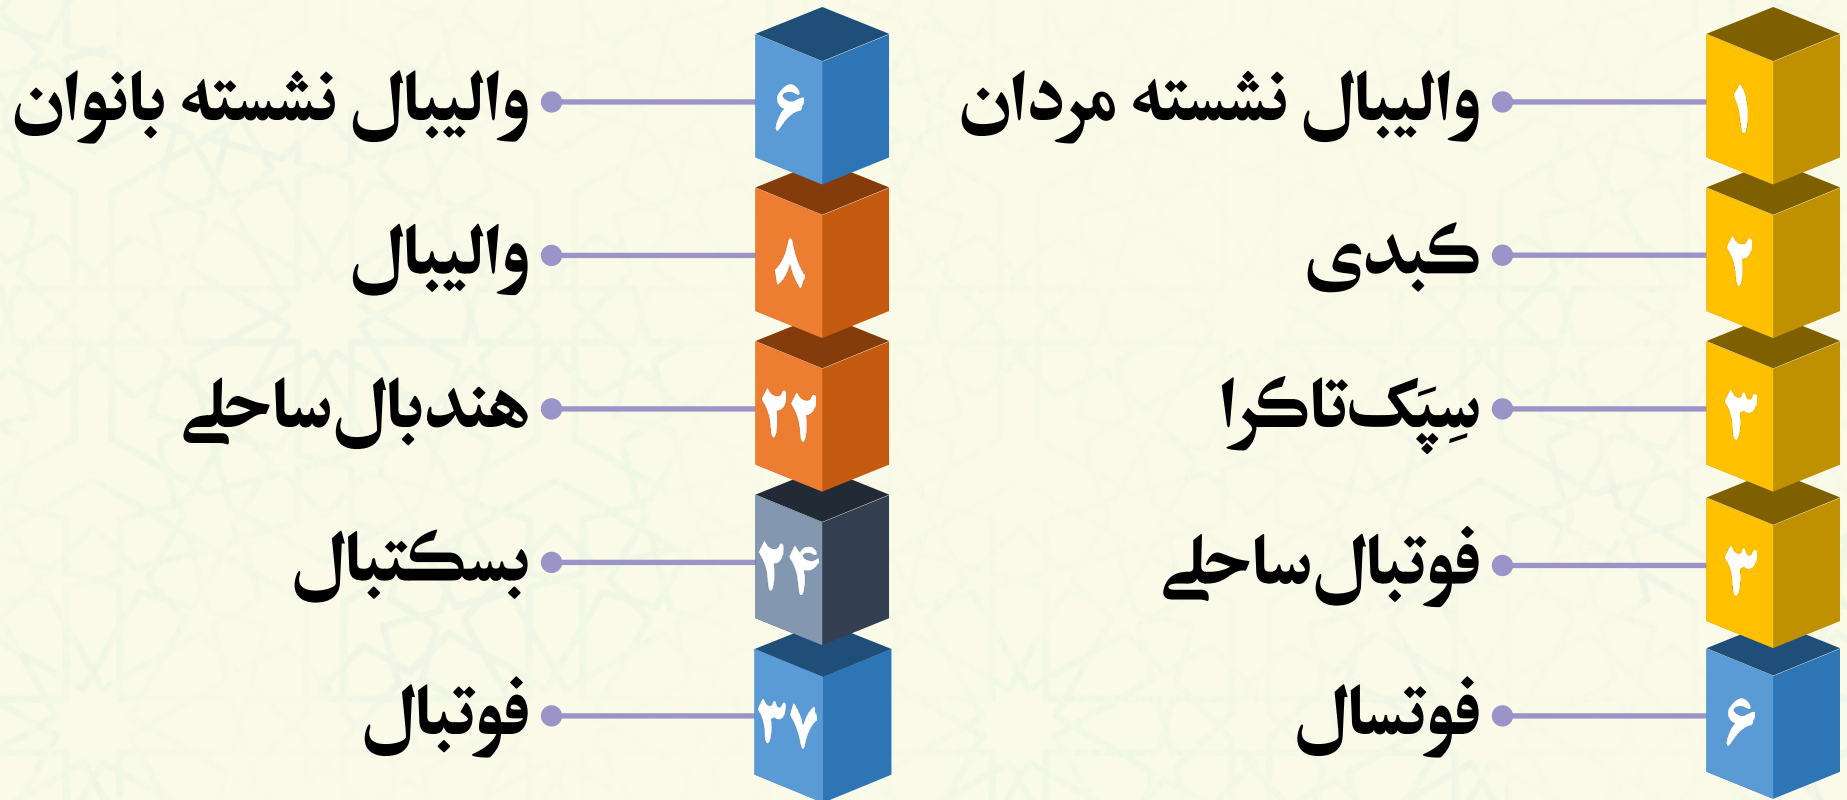 ۱ والیبال نشسته مردان
۲ کبدی
۳ سِپَک‌تاکرا
۳ فوتبال ساحلی
۶ فوتسال
۶ والیبال نشسته بانوان
۸ والیبال
۲۲ هندبال ساحلی
۲۴ بسکتبال
۳۷ فوتبال